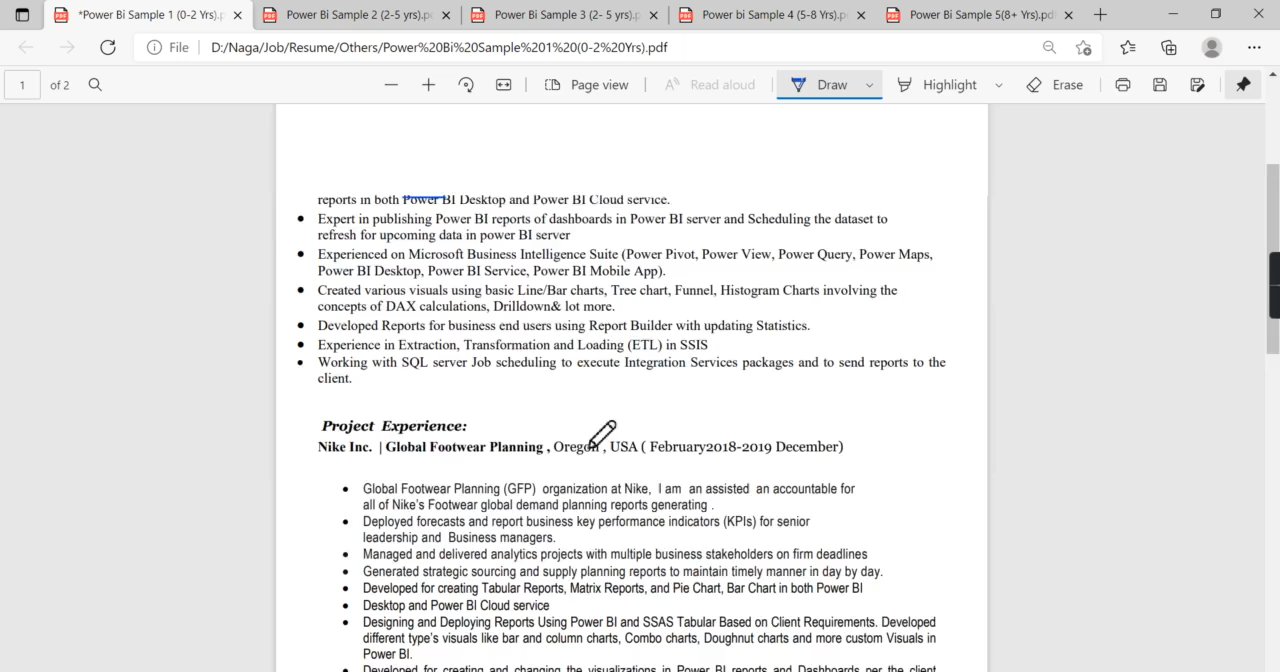 Power Bi Sample 1 (0-2 Yrs).p
Power Bi Sample 2 (2-5 yrs).p
Power Bi Sample 3 (2- 5 yrs).p
Power bi Sample 4 (5-8 Yrs).p
Power Bi Sample 5(8+ Yrs).pd
File
D:/Naga/Job/Resume/Others/Power%20Bi%20Sample%201%20(0-2%20Yrs).pdf
1 of 2
Page view
Read aloud
Draw
Highlight
Erase
reports in both Power BI Desktop and Power BI Cloud service.
• Expert in publishing Power BI reports of dashboards in Power BI server and Scheduling the dataset to
refresh for upcoming data in power BI server
• Experienced on Microsoft Business Intelligence Suite (Power Pivot, Power View, Power Query, Power Maps,
Power BI Desktop, Power BI Service, Power BI Mobile App).
• Created various visuals using basic Line/Bar charts, Tree chart, Funnel, Histogram Charts involving the
concepts of DAX calculations, Drilldown& lot more.
• Developed Reports for business end users using Report Builder with updating Statistics.
• Experience in Extraction, Transformation and Loading (ETL) in SSIS
• Working with SQL server Job scheduling to execute Integration Services packages and to send reports to the
client.
Project Experience:
Nike Inc. | Global Footwear Planning , Oregon , USA ( February2018-2019 December)
• Global Footwear Planning (GFP) organization at Nike, I am an assisted an accountable for
all of Nike's Footwear global demand planning reports generating .
• Deployed forecasts and report business key performance indicators (KPIs) for senior
leadership and Business managers.
• Managed and delivered analytics projects with multiple business stakeholders on firm deadlines
• Generated strategic sourcing and supply planning reports to maintain timely manner in day by day.
• Developed for creating Tabular Reports, Matrix Reports, and Pie Chart, Bar Chart in both Power BI
• Desktop and Power BI Cloud service
• Designing and Deploying Reports Using Power BI and SSAS Tabular Based on Client Requirements. Developed
different type's visuals like bar and column charts, Combo charts, Doughnut charts and more custom Visuals in
Power BI.
• Developed for creating and changing the visualizations in Power BI reports and Dashboards per the client